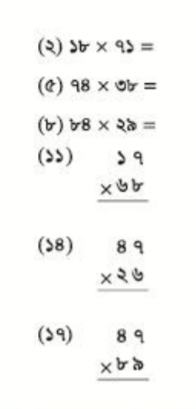 (২) ১৮ × ৭১ =
(৫) ৭৪ × ৩৮ =
(৮) ৮৪ × ২৯ =
(১১) ১৭
×৬৮
(১৪) ৪৭
×২৬
(১৭) ৪৭
×৮৯